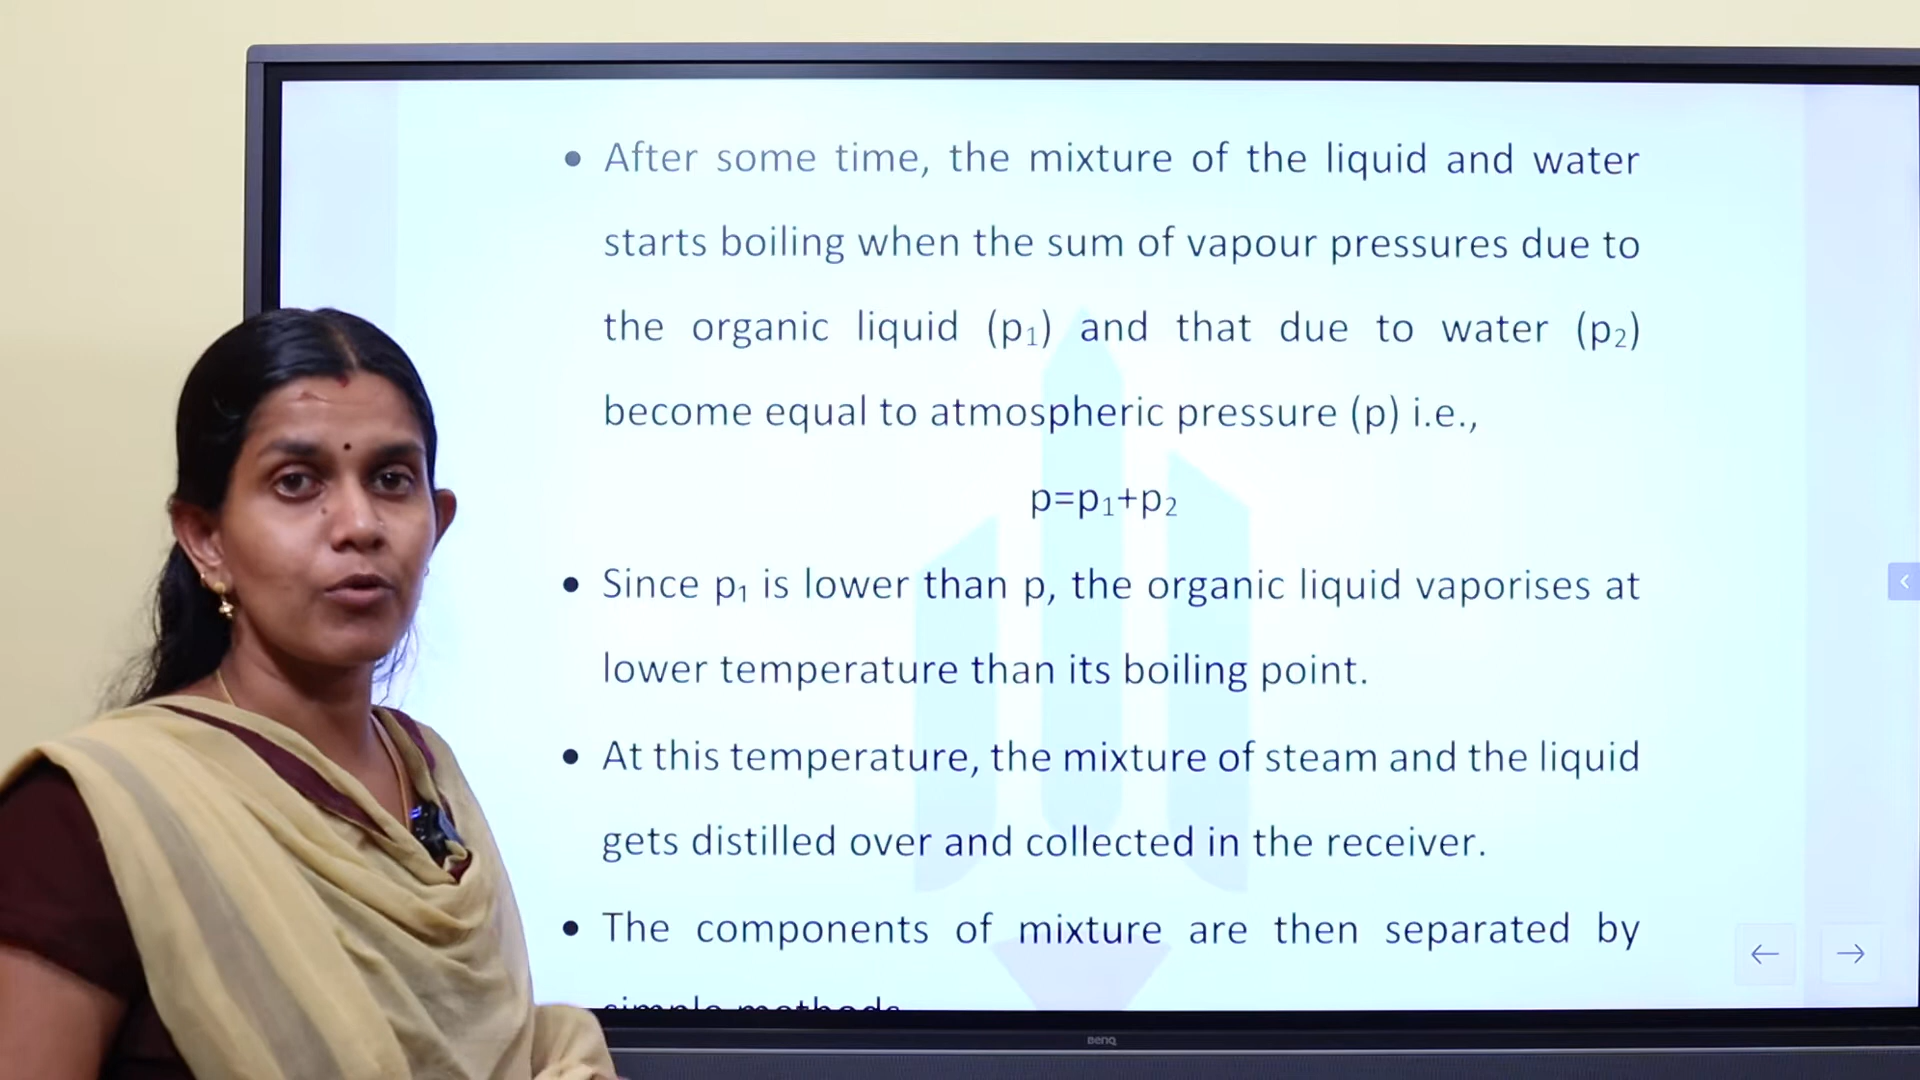 • After some time, the mixture of the liquid and water
starts boiling when the sum of vapour pressures due to
the organic liquid (p₁) and that due to water (p₂)
become equal to atmospheric pressure (p) i.e.,
p=p₁+p₂
• Since p₁ is lower than p, the organic liquid vaporises at
lower temperature than its boiling point.
• At this temperature, the mixture of steam and the liquid
gets distilled over and collected in the receiver.
• The components of mixture are then separated by
simple methods.
BenQ